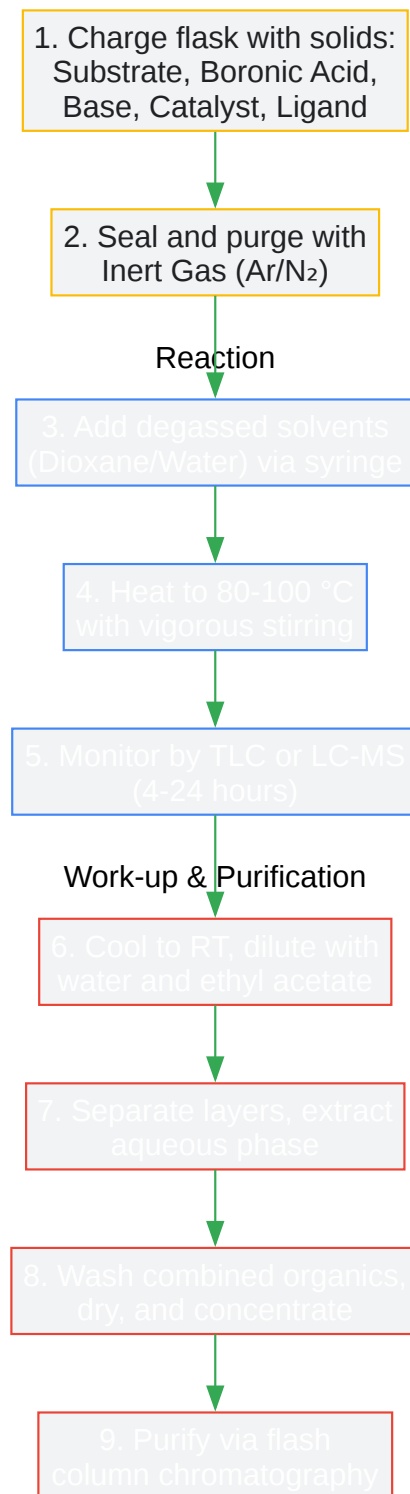 1. Charge flask with solids:
Substrate, Boronic Acid,
Base, Catalyst, Ligand
2. Seal and purge with
Inert Gas (Ar/N₂)
Reaction
3. Add degassed solvents
(Dioxane/Water) via syringe
4. Heat to 80-100 °C
with vigorous stirring
5. Monitor by TLC or LC-MS
(4-24 hours)
Work-up & Purification
6. Cool to RT, dilute with
water and ethyl acetate
7. Separate layers, extract
aqueous phase
8. Wash combined organics,
dry, and concentrate
9. Purify via flash
column chromatography